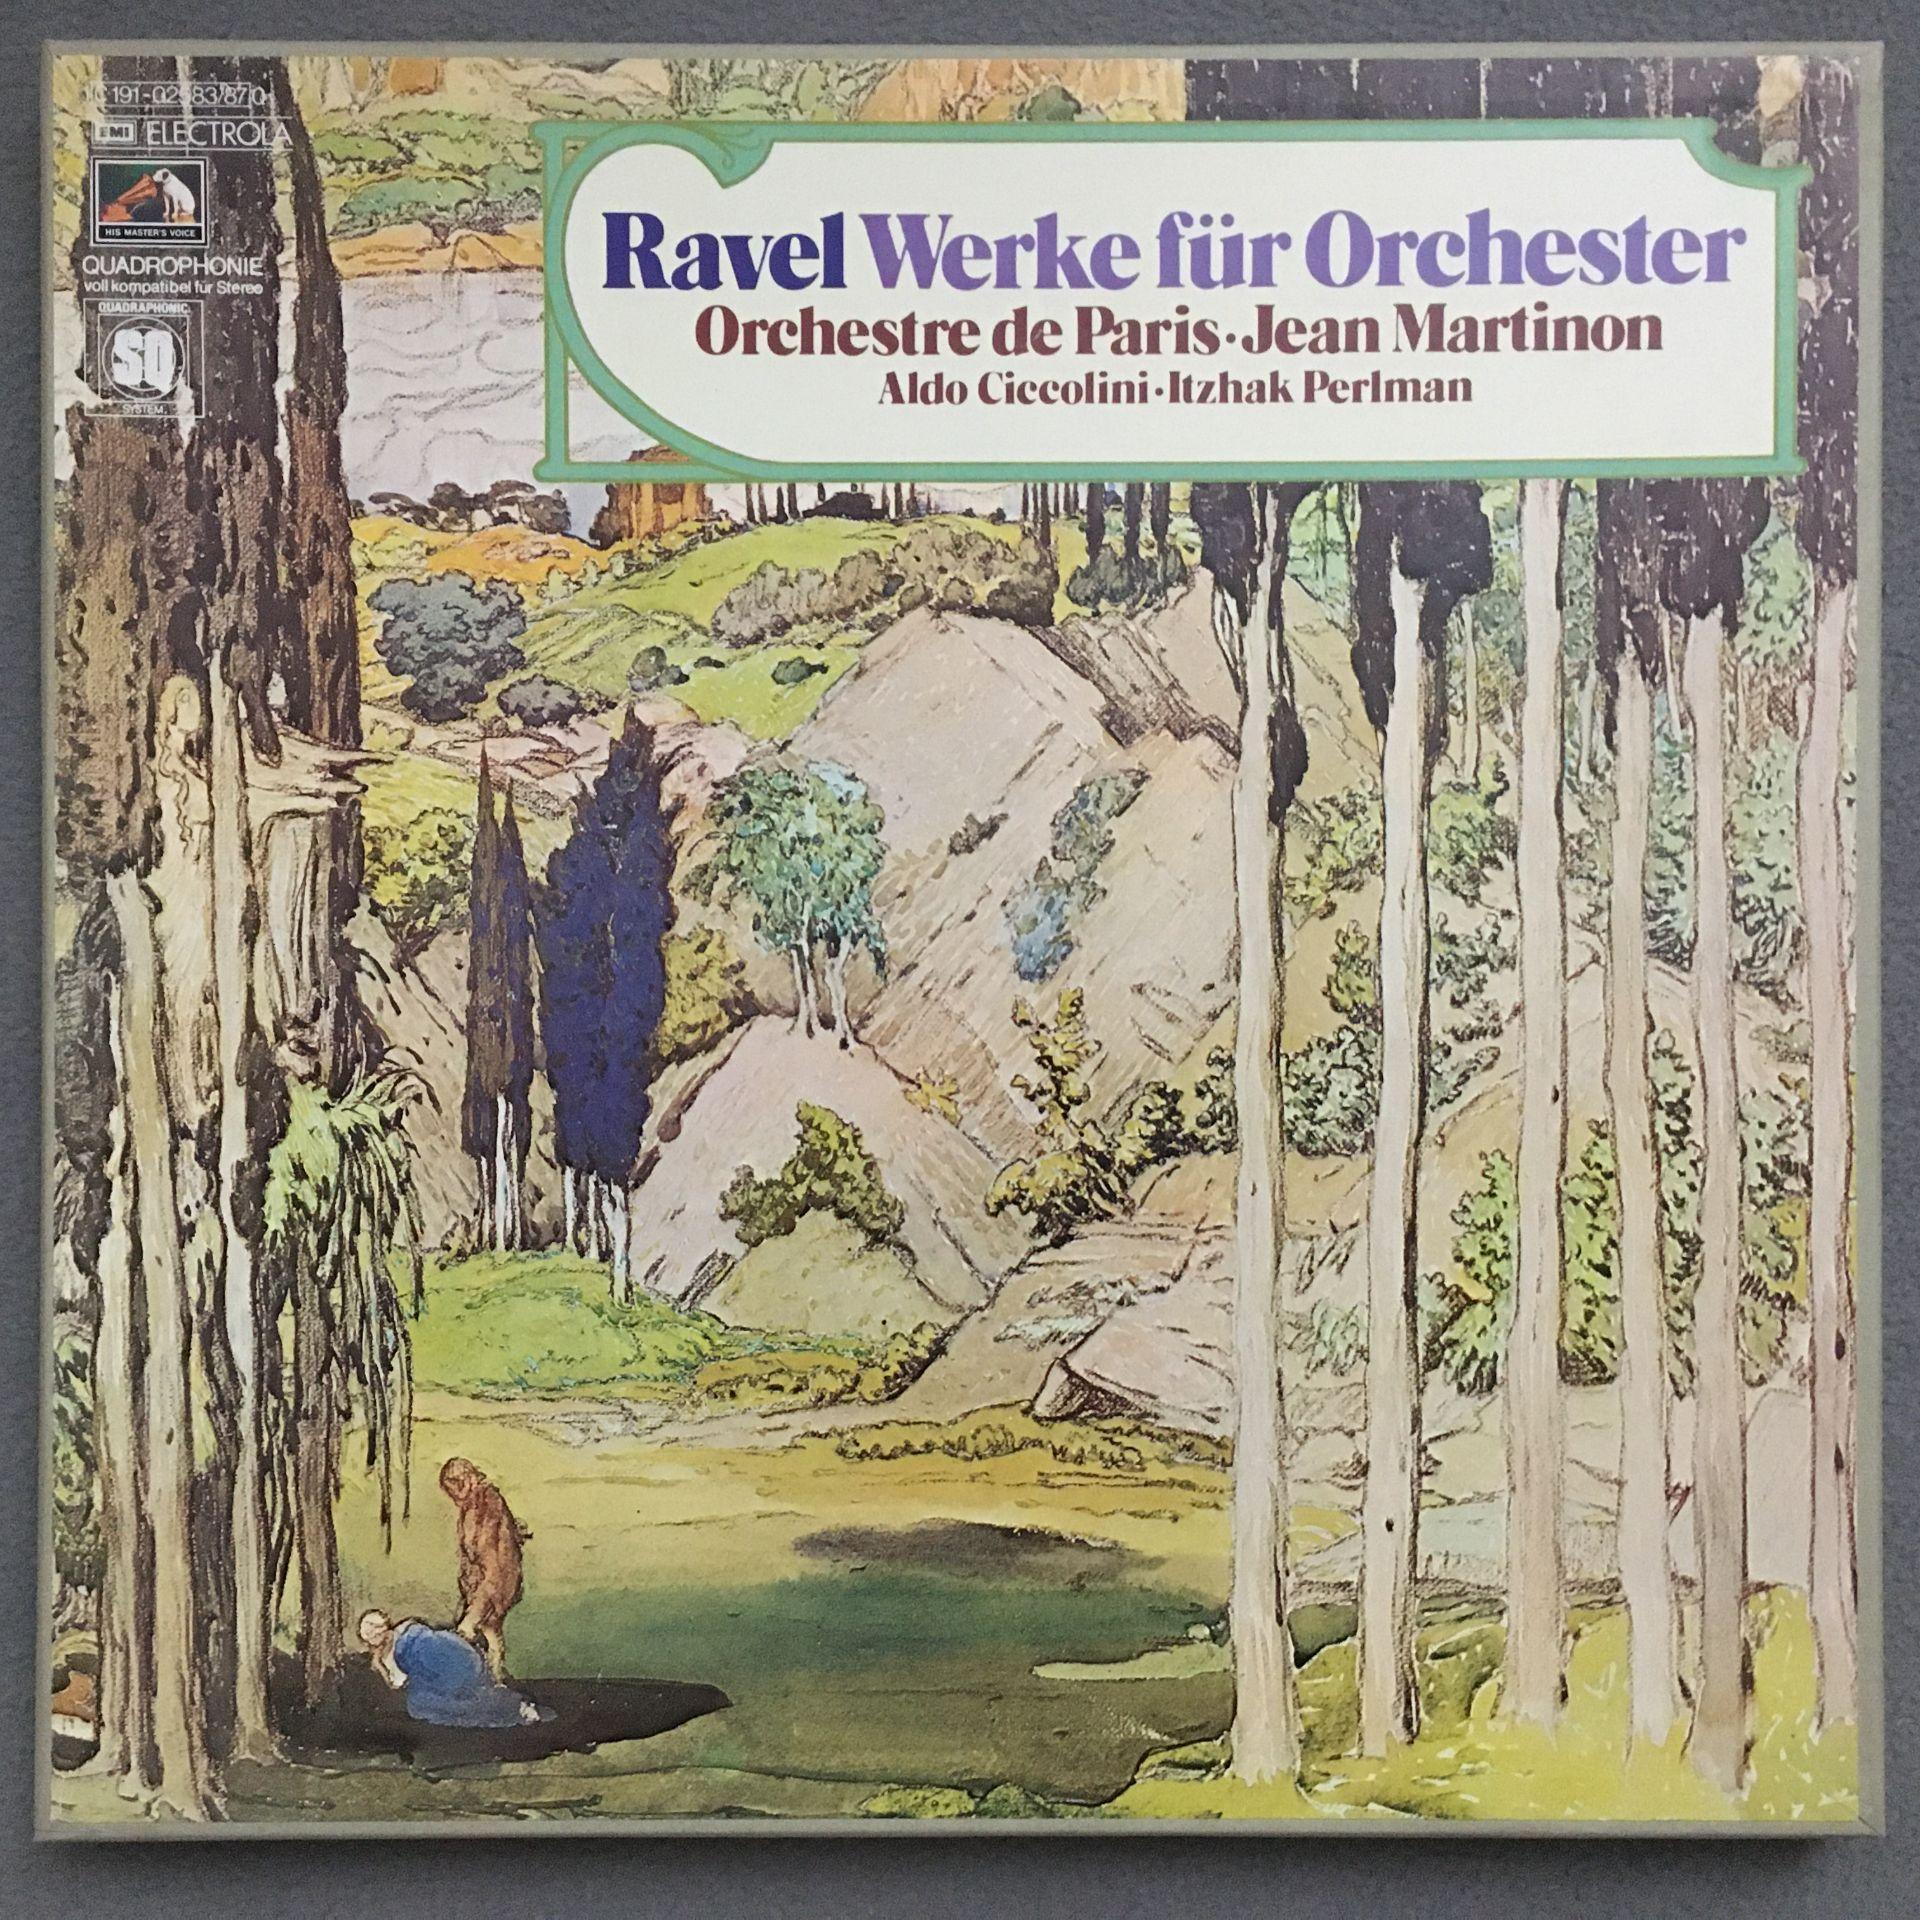 1C 191-02583/87 Q
EMI ELECTROLA
HIS MASTER'S VOICE
QUADROPHONIE
voll kompatibel für Stereo
QUADRAPHONIC
SQ
SYSTEM.
Ravel Werke für Orchester
Orchestre de Paris·Jean Martinon
Aldo Ciccolini·Itzhak Perlman